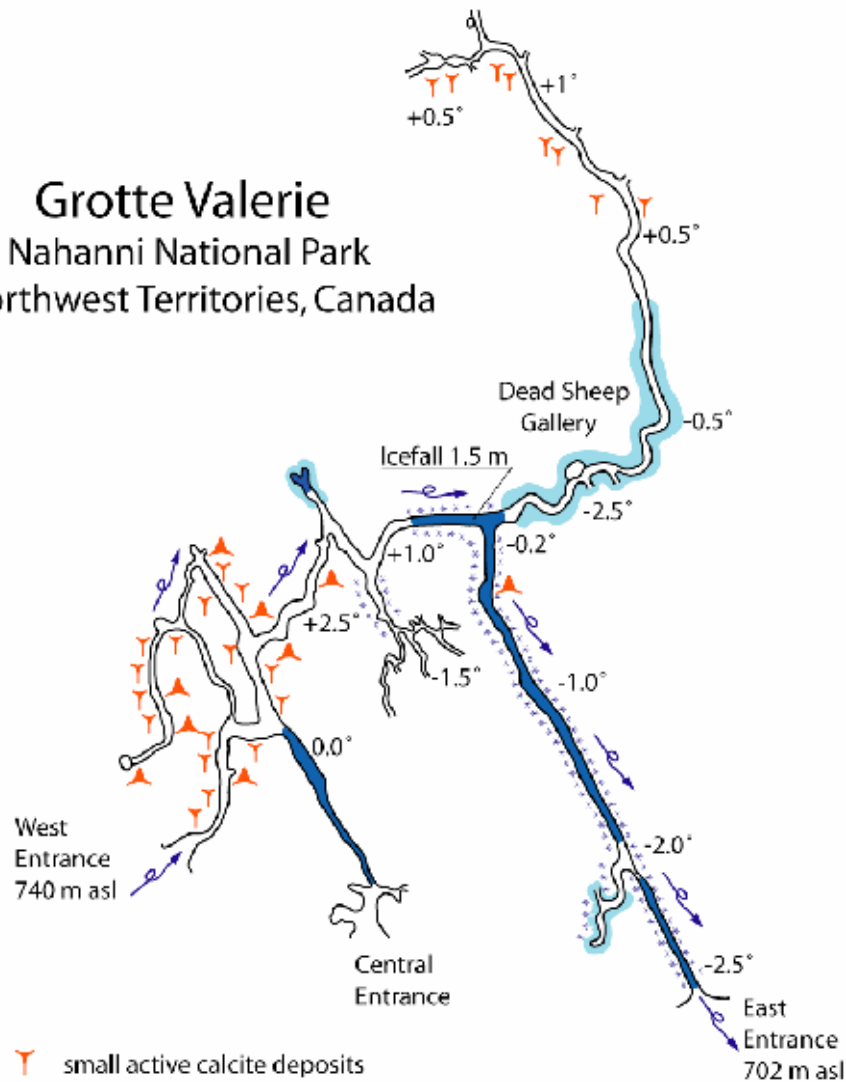 +1°
+0.5°
Grotte Valerie
Nahanni National Park
orthwest Territories, Canada
+0.5°
Dead Sheep
Gallery
-0.5°
Icefall 1.5 m
-2.5°
+1.0°
-0.2°
+2.5°
-1.5°
-1.0°
0.0°
West
Entrance
740 m asl
-2.0°
Central
Entrance
-2.5°
East
Entrance
702 m asl
small active calcite deposits